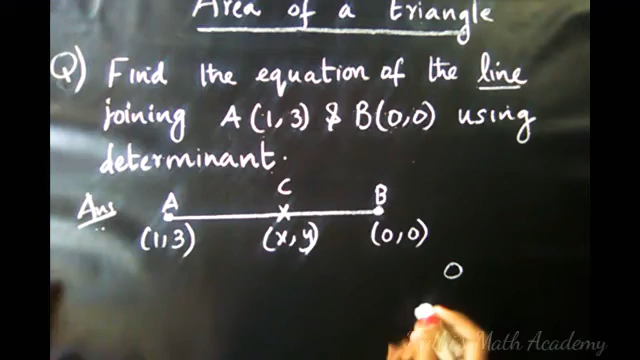 Area of a triangle
Q) Find the equation of the line
joining A(1,3) & B(0,0) using
determinant.
Ans
A C B
(1,3) (x,y) (0,0)
Math Academy